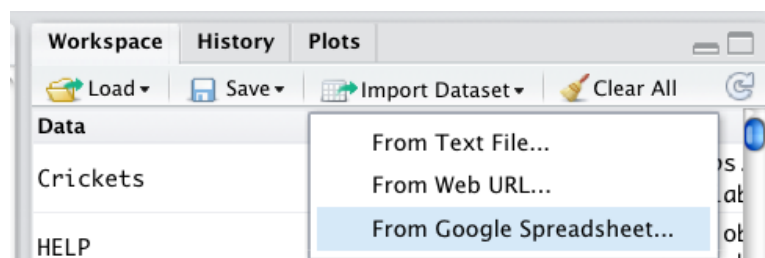 Workspace History Plots
Load Save Import Dataset Clear All
Data
From Text File...
Crickets
From Web URL...
From Google Spreadsheet...
HELP